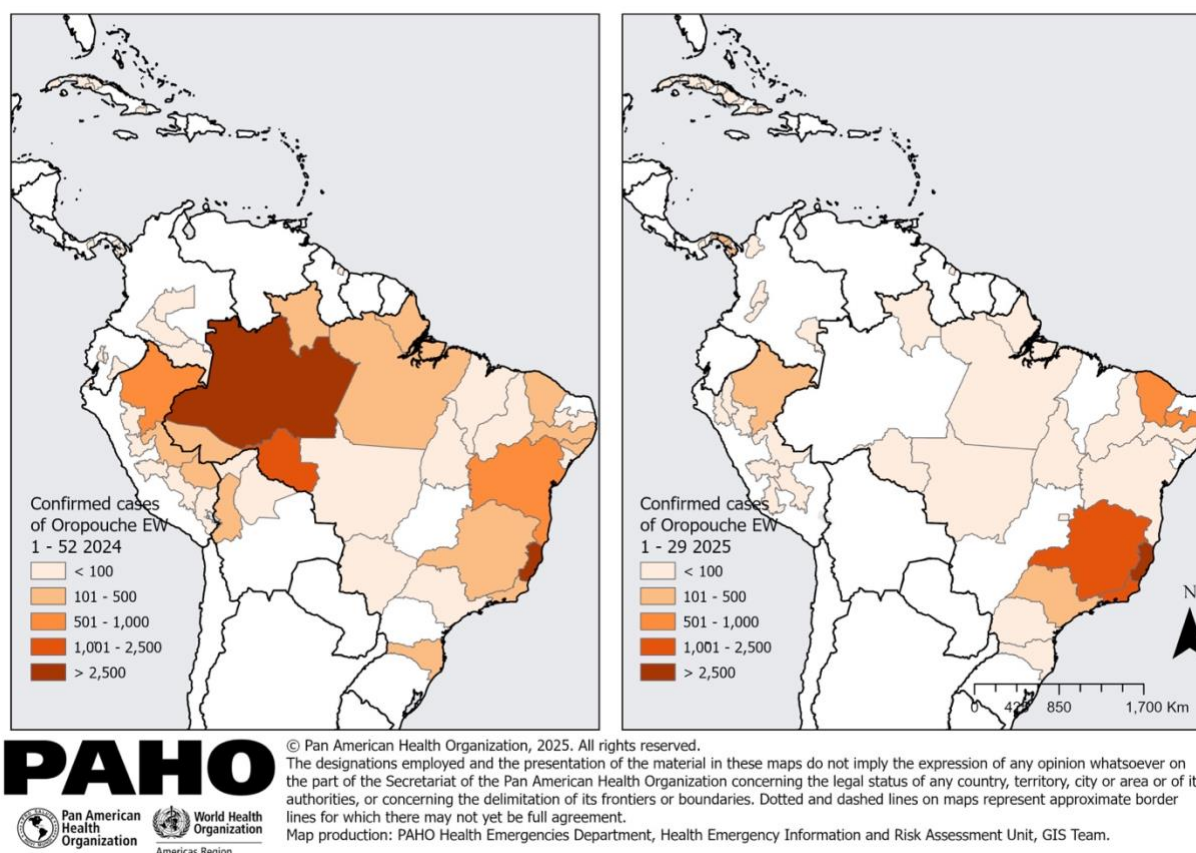 Confirmed cases
of Oropouche EW
1 - 52 2024
< 100
101 - 500
501 - 1,000
1,001 - 2,500
> 2,500
Confirmed cases
of Oropouche EW
1 - 29 2025
< 100
101 - 500
501 - 1,000
1,001 - 2,500
> 2,500
N
0 425 850 1,700 Km
PAHO
Pan American
Health
Organization
World Health
Organization
Americas Region
© Pan American Health Organization, 2025. All rights reserved.
The designations employed and the presentation of the material in these maps do not imply the expression of any opinion whatsoever on
the part of the Secretariat of the Pan American Health Organization concerning the legal status of any country, territory, city or area or of it
authorities, or concerning the delimitation of its frontiers or boundaries. Dotted and dashed lines on maps represent approximate border
lines for which there may not yet be full agreement.
Map production: PAHO Health Emergencies Department, Health Emergency Information and Risk Assessment Unit, GIS Team.